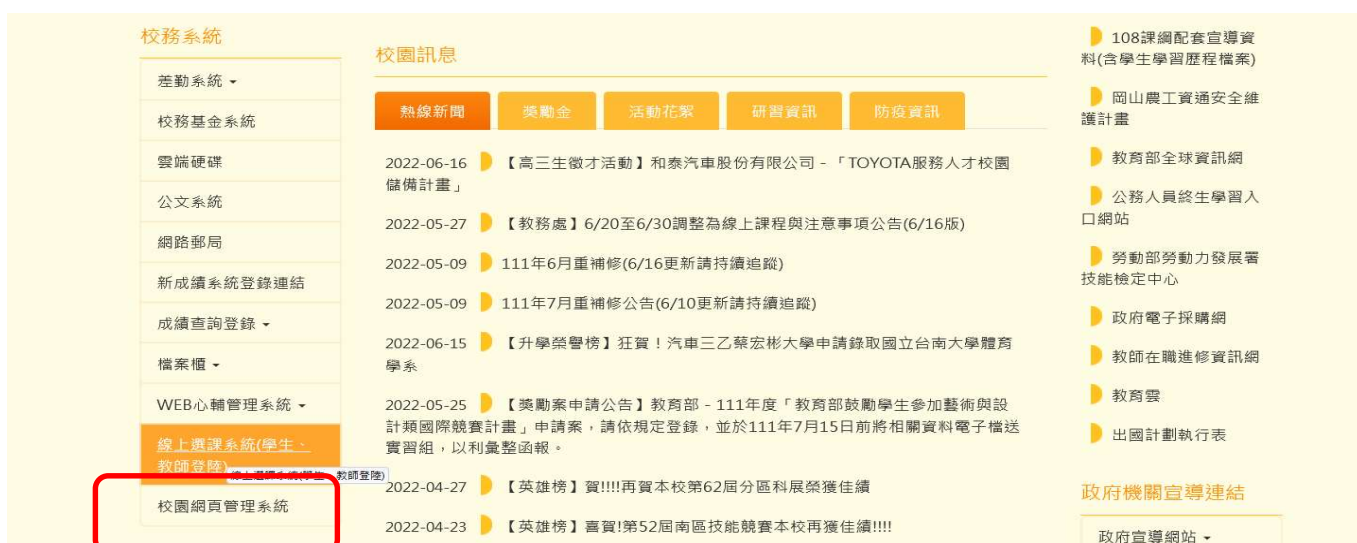 校務系統
差勤系統
校務基金系統
雲端硬碟
公文系統
網路郵局
新成績系統登錄連結
成績查詢登錄
檔案櫃
WEB心輔管理系統
線上選課系統(學生、
教師登陸)
線上選課系統(學生、教師登陸)
校園網頁管理系統
校園訊息
熱線新聞 獎勵金 活動花絮 研習資訊 防疫資訊
2022-06-16 【高三生徵才活動】和泰汽車股份有限公司-「TOYOTA服務人才校園
儲備計畫」
2022-05-27 【教務處】6/20至6/30調整為線上課程與注意事項公告(6/16版)
2022-05-09 111年6月重補修(6/16更新請持續追蹤)
2022-05-09 111年7月重補修公告(6/10更新請持續追蹤)
2022-06-15 【升學榮譽榜】狂賀！汽車三乙蔡宏彬大學申請錄取國立台南大學體育
學系
2022-05-25 【獎勵案申請公告】教育部-111年度「教育部鼓勵學生參加藝術與設
計類國際競賽計畫」申請案，請依規定登錄，並於111年7月15日前將相關資料電子檔送
實習組，以利彙整函報。
2022-04-27 【英雄榜】賀!!!!再賀本校第62屆分區科展榮獲佳績
2022-04-23 【英雄榜】喜賀!第52屆南區技能競賽本校再獲佳績!!!!
108課綱配套宣導資
料(含學生學習歷程檔案)
岡山農工資通安全維
護計畫
教育部全球資訊網
公務人員終生學習入
口網站
勞動部勞動力發展署
技能檢定中心
政府電子採購網
教師在職進修資訊網
教育雲
出國計劃執行表
政府機關宣導連結
政府宣導網站